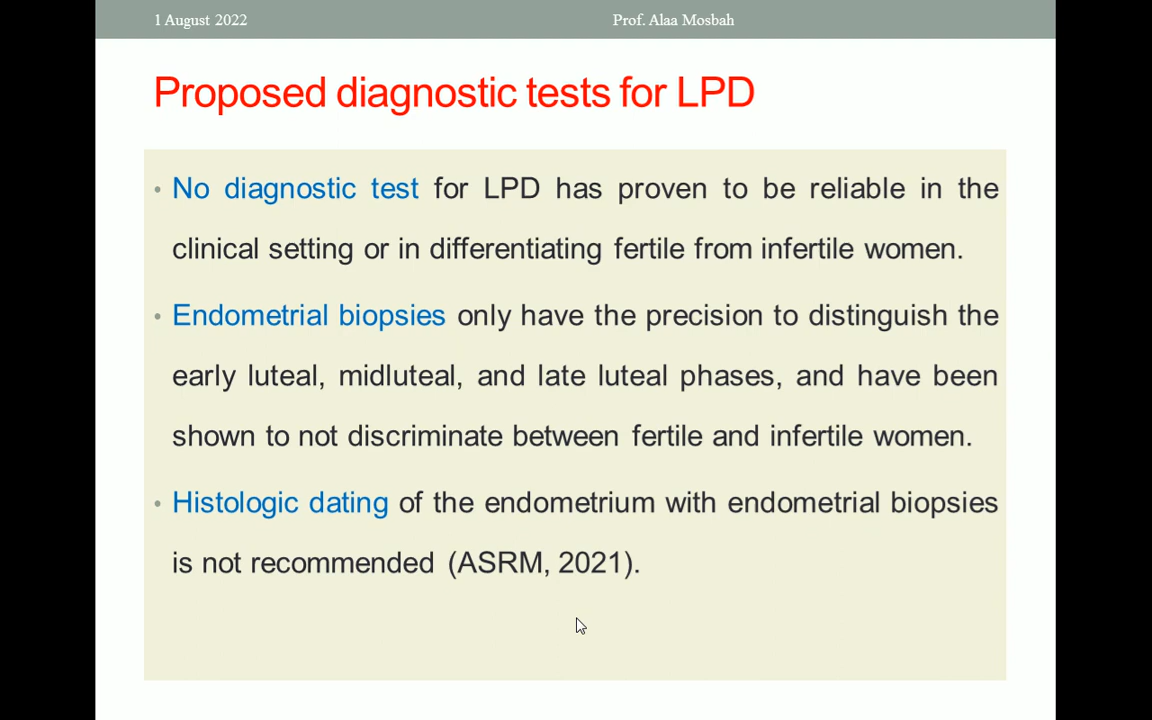 1 August 2022 Prof. Alaa Mosbah
Proposed diagnostic tests for LPD
• No diagnostic test for LPD has proven to be reliable in the
clinical setting or in differentiating fertile from infertile women.
• Endometrial biopsies only have the precision to distinguish the
early luteal, midluteal, and late luteal phases, and have been
shown to not discriminate between fertile and infertile women.
• Histologic dating of the endometrium with endometrial biopsies
is not recommended (ASRM, 2021).